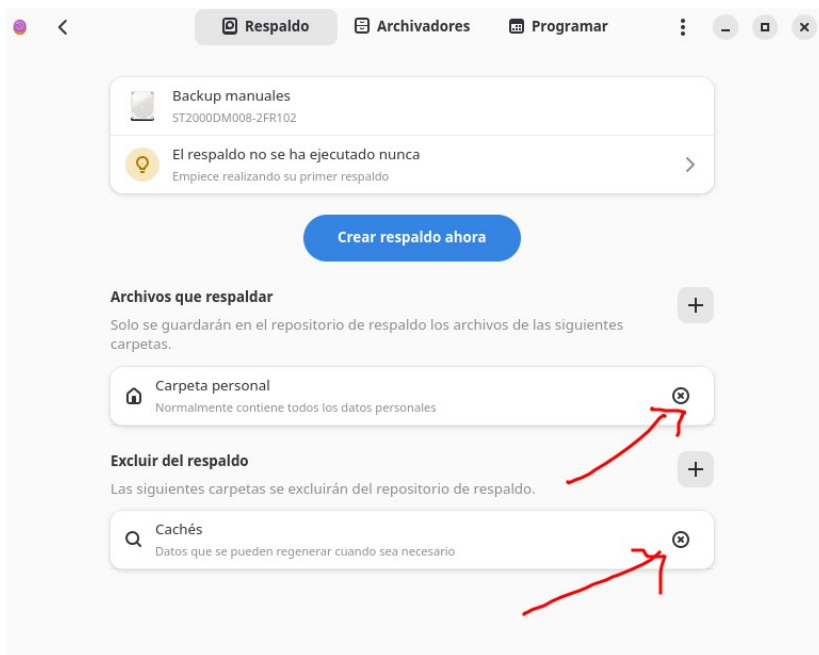 Respaldo Archivadores Programar
Backup manuales
ST2000DM008-2FR102
El respaldo no se ha ejecutado nunca
Empiece realizando su primer respaldo
Crear respaldo ahora
Archivos que respaldar
Solo se guardarán en el repositorio de respaldo los archivos de las siguientes
carpetas.
Carpeta personal
Normalmente contiene todos los datos personales
Excluir del respaldo
Las siguientes carpetas se excluirán del repositorio de respaldo.
Cachés
Datos que se pueden regenerar cuando sea necesario